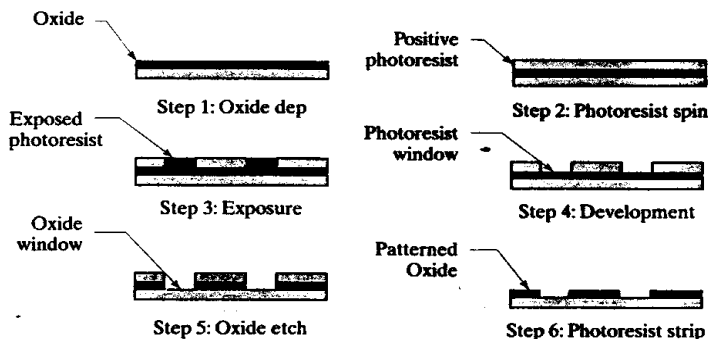 Oxide
Step 1: Oxide dep
Positive
photoresist
Step 2: Photoresist spin
Exposed
photoresist
Step 3: Exposure
Photoresist
window
Step 4: Development
Oxide
window
Step 5: Oxide etch
Patterned
Oxide
Step 6: Photoresist strip